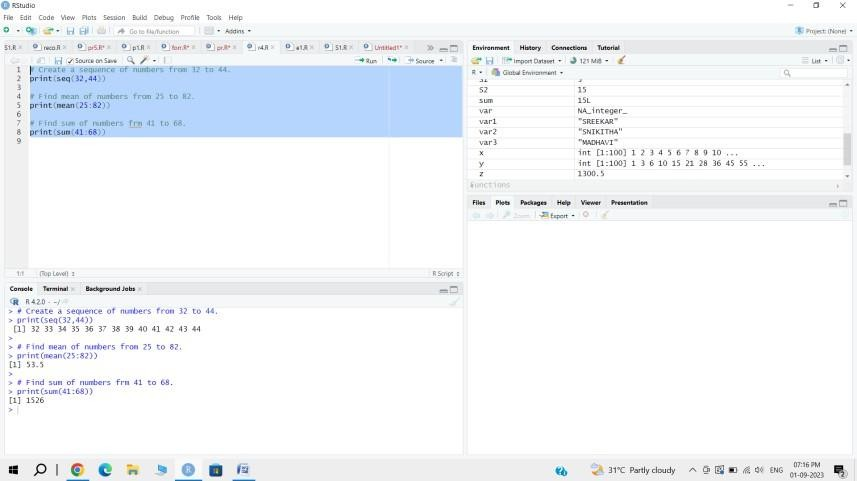 RStudio
File Edit Code View Plots Session Build Debug Profile Tools Help
Go to file/function
Addins
Project: (None)
S1.R reco.R pr5.R* p1.R forr.R* pr.R* r4.R e1.R S1.R Untitled1*
Source on Save
Run
Source
1 # Create a sequence of numbers from 32 to 44.
2 print(seq(32,44))
3
4 # Find mean of numbers from 25 to 82.
5 print(mean(25:82))
6
7 # Find sum of numbers frm 41 to 68.
8 print(sum(41:68))
9
1:1 (Top Level) R Script
Console Terminal Background Jobs
R 4.2.0 · ~/
> # Create a sequence of numbers from 32 to 44.
> print(seq(32,44))
[1] 32 33 34 35 36 37 38 39 40 41 42 43 44
>
> # Find mean of numbers from 25 to 82.
> print(mean(25:82))
[1] 53.5
>
> # Find sum of numbers frm 41 to 68.
> print(sum(41:68))
[1] 1526
>
Environment History Connections Tutorial
Import Dataset 121 MiB List
R Global Environment
S2 15
sum 15L
var NA_integer_
var1 "SREEKAR"
var2 "SNIKITHA"
var3 "MADHAVI"
x int [1:100] 1 2 3 4 5 6 7 8 9 10 ...
y int [1:100] 1 3 6 10 15 21 28 36 45 55 ...
z 1300.5
Functions
Files Plots Packages Help Viewer Presentation
Zoom Export
31°C Partly cloudy
ENG
07:16 PM
01-09-2023
2